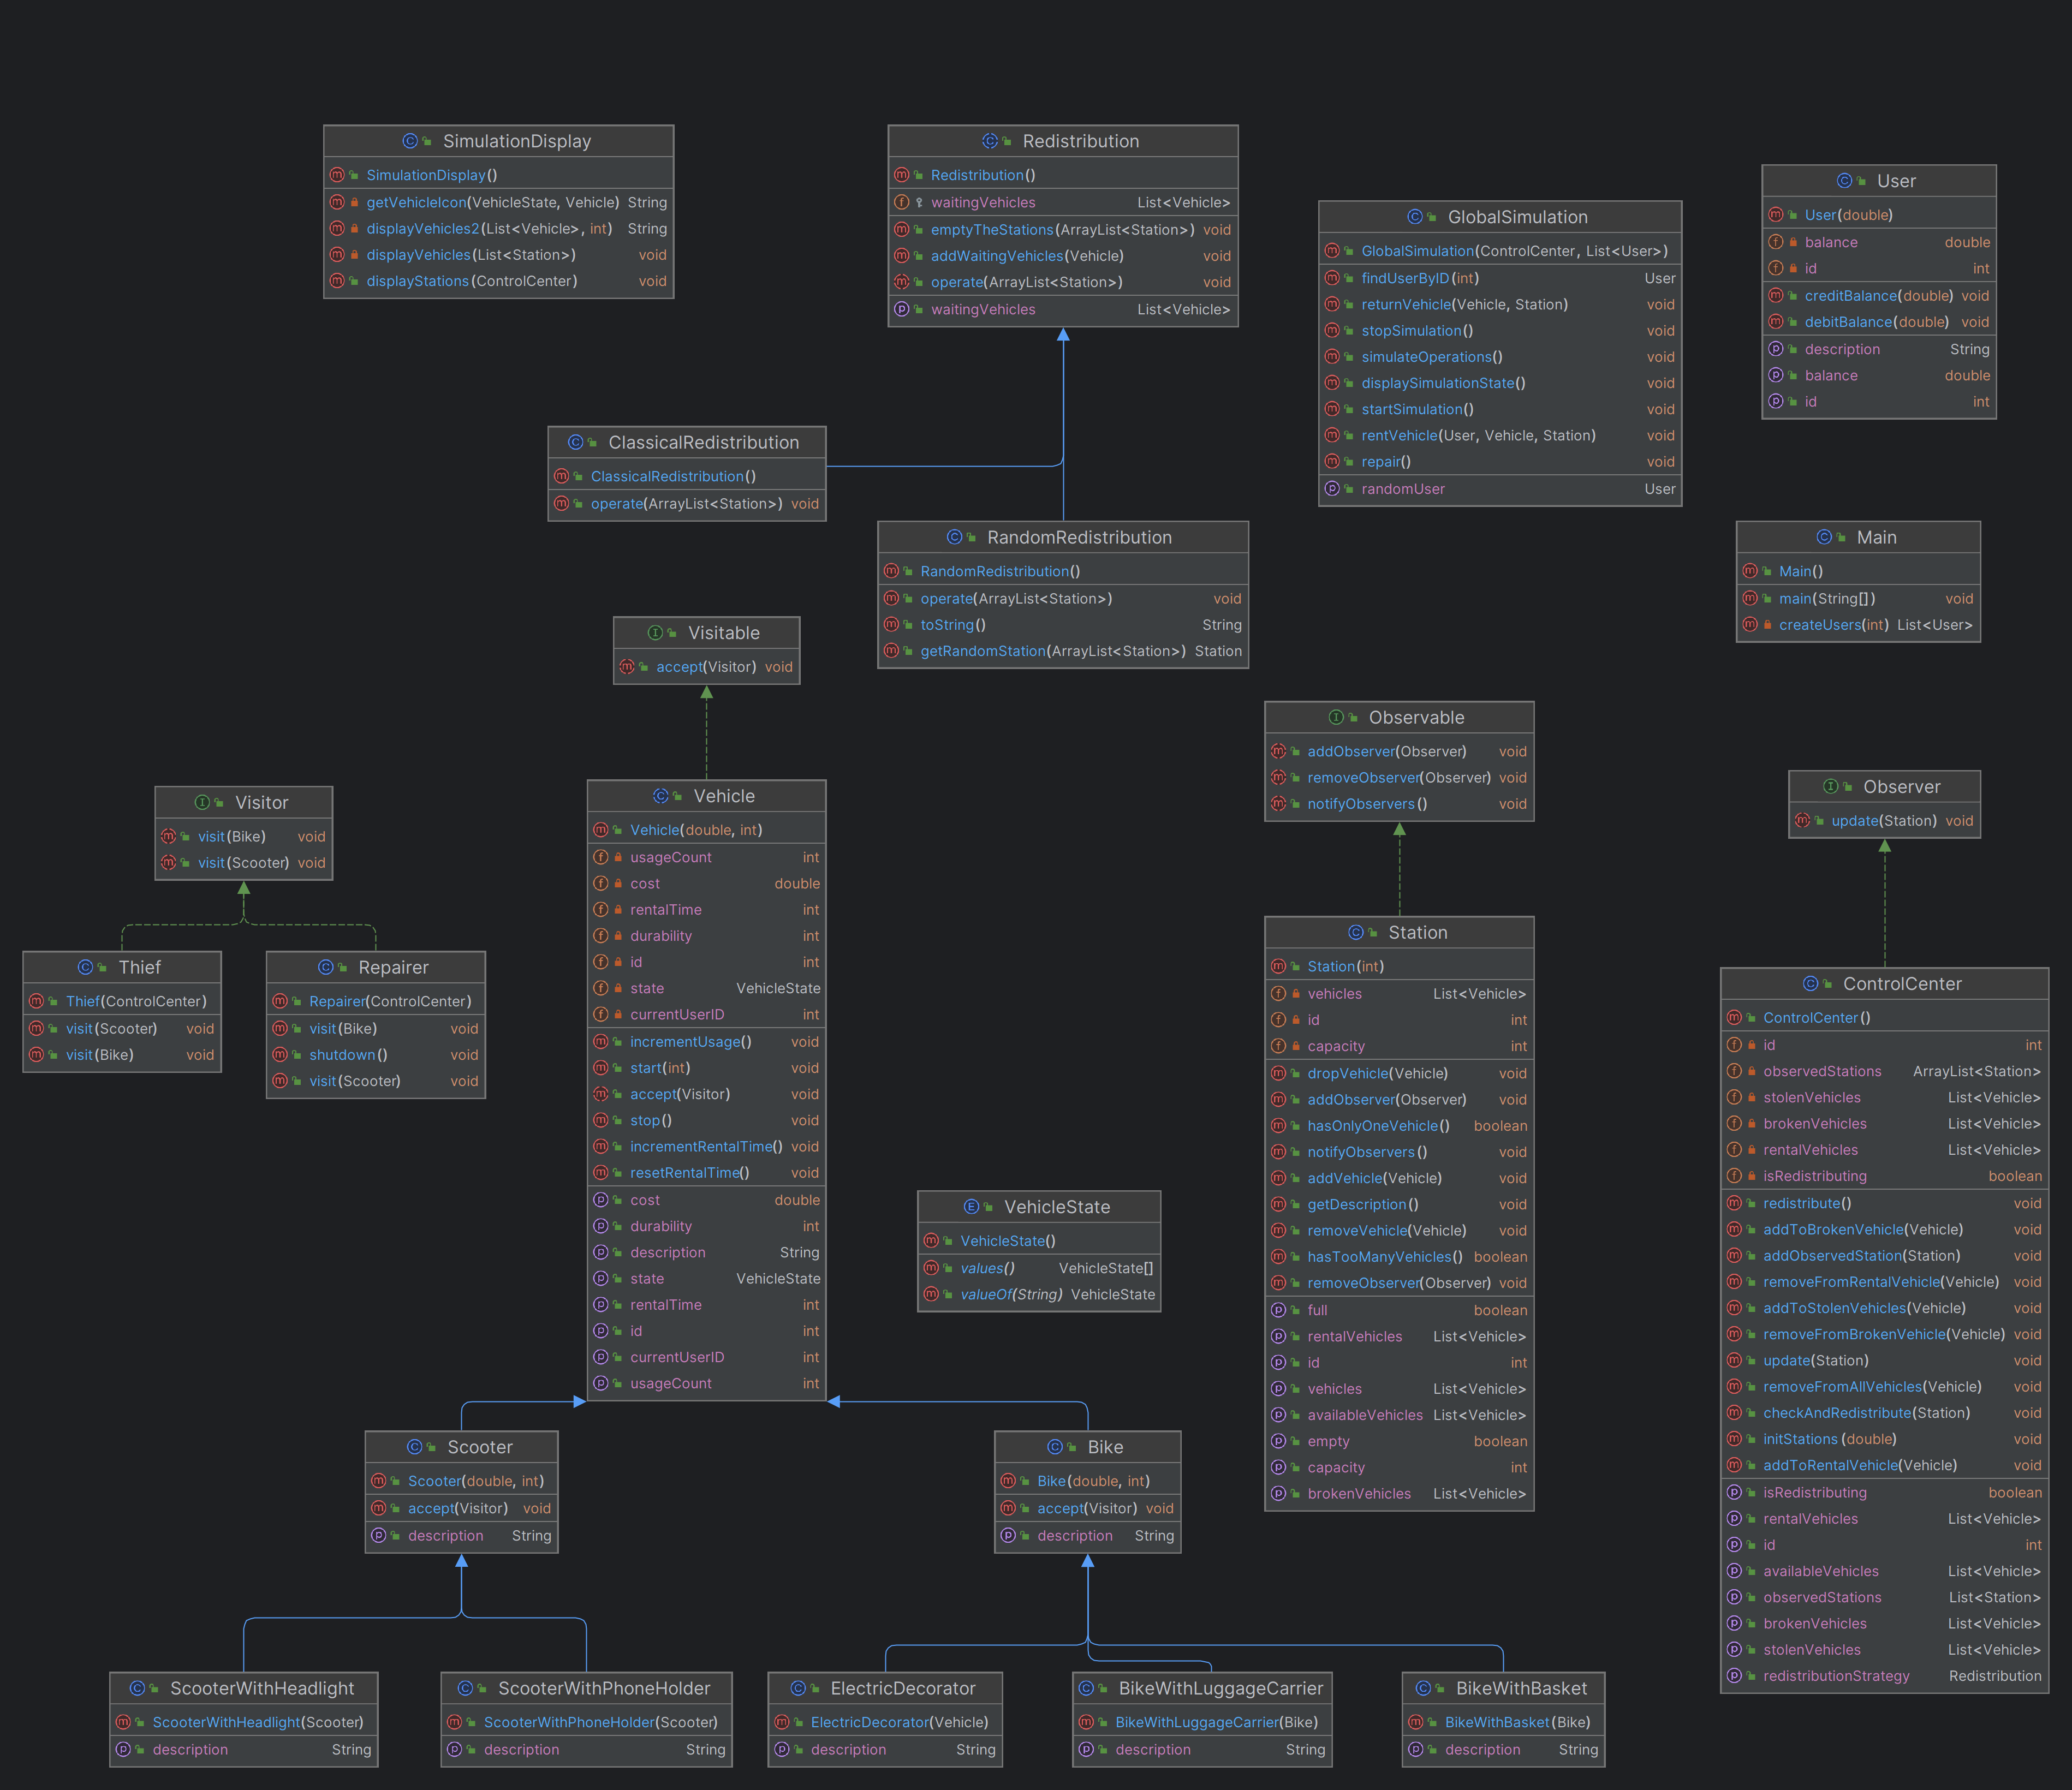 SimulationDisplay
SimulationDisplay()
getVehicleIcon(VehicleState, Vehicle) String
displayVehicles2(List<Vehicle>, int) String
displayVehicles(List<Station>) void
displayStations(ControlCenter) void
Redistribution
Redistribution()
waitingVehicles List<Vehicle>
emptyTheStations(ArrayList<Station>) void
addWaitingVehicles(Vehicle) void
operate(ArrayList<Station>) void
waitingVehicles List<Vehicle>
GlobalSimulation
GlobalSimulation(ControlCenter, List<User>)
findUserByID(int) User
returnVehicle(Vehicle, Station) void
stopSimulation() void
simulateOperations() void
displaySimulationState() void
startSimulation() void
rentVehicle(User, Vehicle, Station) void
repair() void
randomUser User
User
User(double)
balance double
id int
creditBalance(double) void
debitBalance(double) void
description String
balance double
id int
ClassicalRedistribution
ClassicalRedistribution()
operate(ArrayList<Station>) void
RandomRedistribution
RandomRedistribution()
operate(ArrayList<Station>) void
toString() String
getRandomStation(ArrayList<Station>) Station
Main
Main()
main(String[]) void
createUsers(int) List<User>
Visitable
accept(Visitor) void
Observable
addObserver(Observer) void
removeObserver(Observer) void
notifyObservers() void
Observer
update(Station) void
Visitor
visit(Bike) void
visit(Scooter) void
Thief
Thief(ControlCenter)
visit(Scooter) void
visit(Bike) void
Repairer
Repairer(ControlCenter)
visit(Bike) void
shutdown() void
visit(Scooter) void
Vehicle
Vehicle(double, int)
usageCount int
cost double
rentalTime int
durability int
id int
state VehicleState
currentUserID int
incrementUsage() void
start(int) void
accept(Visitor) void
stop() void
incrementRentalTime() void
resetRentalTime() void
cost double
durability int
description String
state VehicleState
rentalTime int
id int
currentUserID int
usageCount int
VehicleState
VehicleState()
values() VehicleState[]
valueOf(String) VehicleState
Station
Station(int)
vehicles List<Vehicle>
id int
capacity int
dropVehicle(Vehicle) void
addObserver(Observer) void
hasOnlyOneVehicle() boolean
notifyObservers() void
addVehicle(Vehicle) void
getDescription() void
removeVehicle(Vehicle) void
hasTooManyVehicles() boolean
removeObserver(Observer) void
full boolean
rentalVehicles List<Vehicle>
id int
vehicles List<Vehicle>
availableVehicles List<Vehicle>
empty boolean
capacity int
brokenVehicles List<Vehicle>
ControlCenter
ControlCenter()
id int
observedStations ArrayList<Station>
stolenVehicles List<Vehicle>
brokenVehicles List<Vehicle>
rentalVehicles List<Vehicle>
isRedistributing boolean
redistribute() void
addToBrokenVehicle(Vehicle) void
addObservedStation(Station) void
removeFromRentalVehicle(Vehicle) void
addToStolenVehicles(Vehicle) void
removeFromBrokenVehicle(Vehicle) void
update(Station) void
removeFromAllVehicles(Vehicle) void
checkAndRedistribute(Station) void
initStations(double) void
addToRentalVehicle(Vehicle) void
isRedistributing boolean
rentalVehicles List<Vehicle>
id int
availableVehicles List<Vehicle>
observedStations List<Station>
brokenVehicles List<Vehicle>
stolenVehicles List<Vehicle>
redistributionStrategy Redistribution
Scooter
Scooter(double, int)
accept(Visitor) void
description String
Bike
Bike(double, int)
accept(Visitor) void
description String
ScooterWithHeadlight
ScooterWithHeadlight(Scooter)
description String
ScooterWithPhoneHolder
ScooterWithPhoneHolder(Scooter)
description String
ElectricDecorator
ElectricDecorator(Vehicle)
description String
BikeWithLuggageCarrier
BikeWithLuggageCarrier(Bike)
description String
BikeWithBasket
BikeWithBasket(Bike)
description String